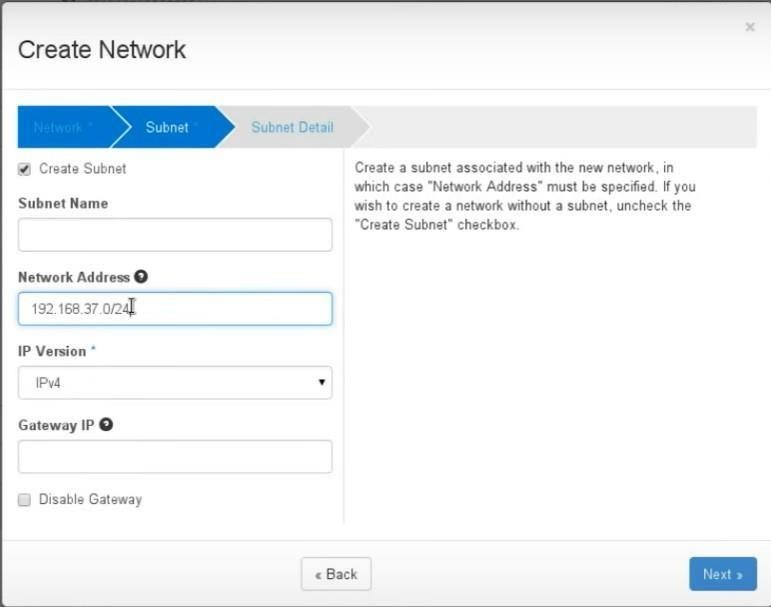 ×
Create Network
Network *
Subnet *
Subnet Detail
Create Subnet
Subnet Name
Network Address ?
192.168.37.0/24
IP Version *
IPv4
Gateway IP ?
Disable Gateway
Create a subnet associated with the new network, in
which case "Network Address" must be specified. If you
wish to create a network without a subnet, uncheck the
"Create Subnet" checkbox.
« Back
Next »